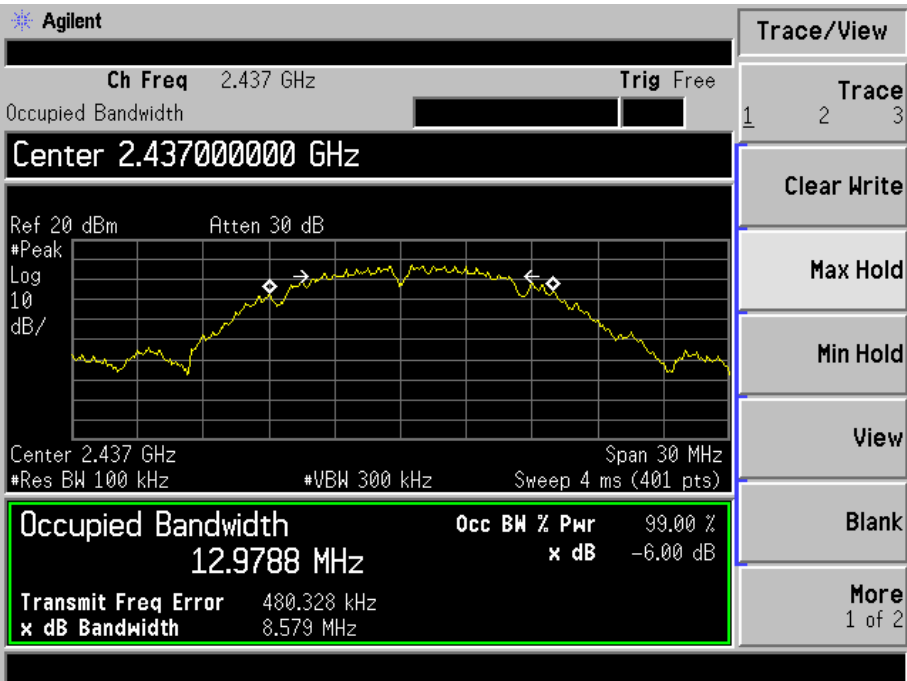 Agilent
Trace/View
Ch Freq 2.437 GHz Trig Free
Occupied Bandwidth
Trace
1 2 3
Center 2.437000000 GHz
Clear Write
Ref 20 dBm Atten 30 dB
#Peak
Log
10
dB/
Max Hold
Min Hold
View
Center 2.437 GHz Span 30 MHz
#Res BW 100 kHz #VBW 300 kHz Sweep 4 ms (401 pts)
Occupied Bandwidth Occ BW % Pwr 99.00 %
12.9788 MHz x dB -6.00 dB
Blank
Transmit Freq Error 480.328 kHz
x dB Bandwidth 8.579 MHz
More
1 of 2